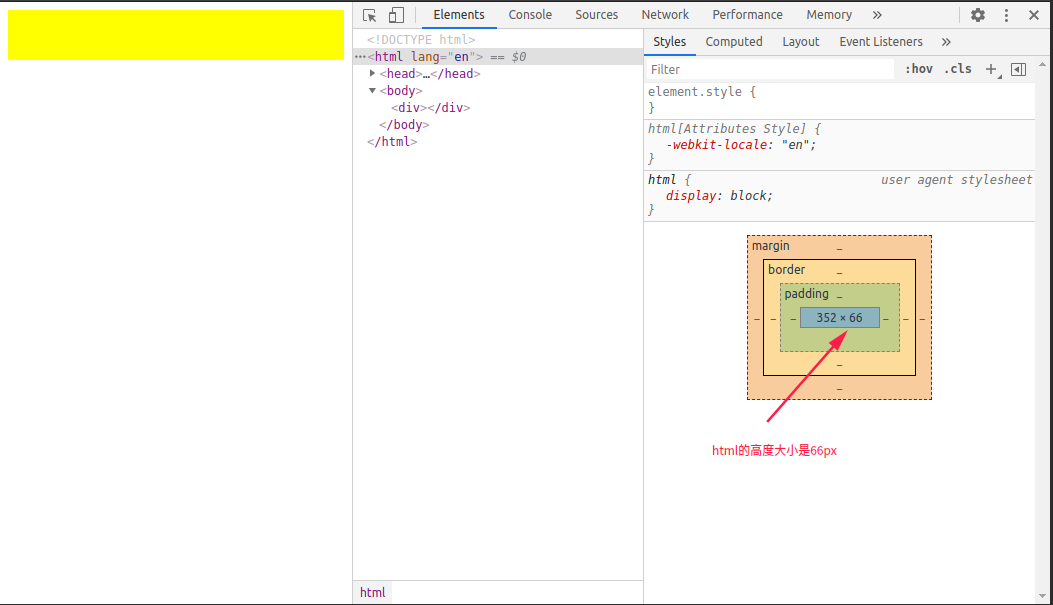 Elements Console Sources Network Performance Memory »
<!DOCTYPE html>
···<html lang="en"> == $0
<head>…</head>
<body>
<div></div>
</body>
</html>
html
Styles Computed Layout Event Listeners »
Filter :hov .cls +
element.style {
}
html[Attributes Style] {
-webkit-locale: "en";
}
html { user agent stylesheet
display: block;
}
margin –
border –
padding –
– – – 352 × 66 – – –
–
–
html的高度大小是66px